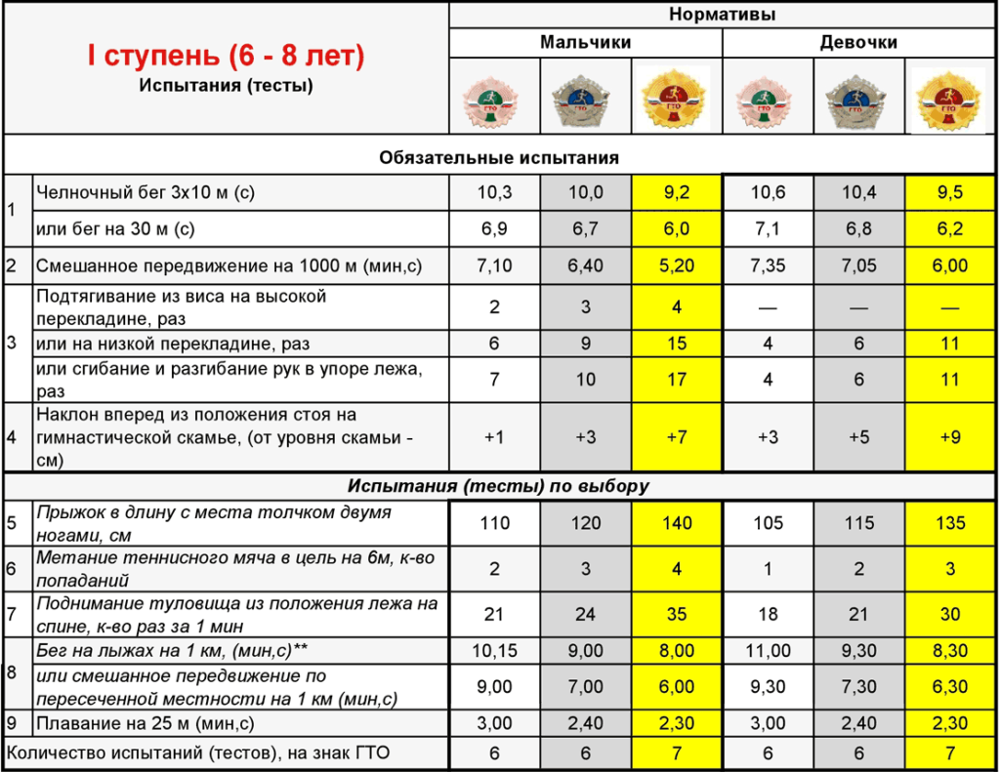 I ступень (6 - 8 лет)
Испытания (тесты)
Нормативы
Мальчики Девочки
ГТО ГТО ГТО ГТО ГТО ГТО
Обязательные испытания
1 Челночный бег 3х10 м (с) 10,3 10,0 9,2 10,6 10,4 9,5
или бег на 30 м (с) 6,9 6,7 6,0 7,1 6,8 6,2
2 Смешанное передвижение на 1000 м (мин,с) 7,10 6,40 5,20 7,35 7,05 6,00
3 Подтягивание из виса на высокой
перекладине, раз 2 3 4 — — —
или на низкой перекладине, раз 6 9 15 4 6 11
или сгибание и разгибание рук в упоре лежа,
раз 7 10 17 4 6 11
4 Наклон вперед из положения стоя на
гимнастической скамье, (от уровня скамьи -
см) +1 +3 +7 +3 +5 +9
Испытания (тесты) по выбору
5 Прыжок в длину с места толчком двумя
ногами, см 110 120 140 105 115 135
6 Метание теннисного мяча в цель на 6м, к-во
попаданий 2 3 4 1 2 3
7 Поднимание туловища из положения лежа на
спине, к-во раз за 1 мин 21 24 35 18 21 30
8 Бег на лыжах на 1 км, (мин,с)** 10,15 9,00 8,00 11,00 9,30 8,30
или смешанное передвижение по
пересеченной местности на 1 км (мин,с) 9,00 7,00 6,00 9,30 7,30 6,30
9 Плавание на 25 м (мин,с) 3,00 2,40 2,30 3,00 2,40 2,30
Количество испытаний (тестов), на знак ГТО 6 6 7 6 6 7